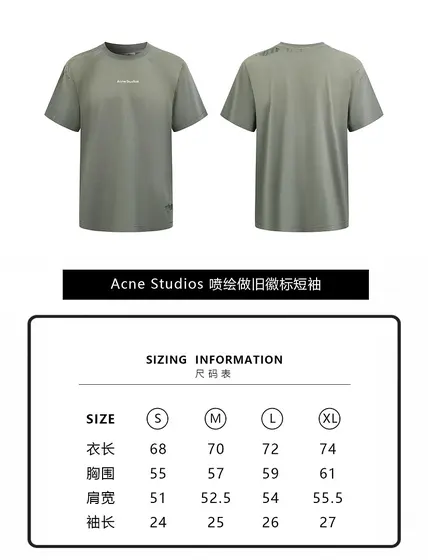 Acne Studios
Acne Studios 喷绘做旧徽标短袖
SIZING INFORMATION
尺码表
SIZE S M L XL
衣长 68 70 72 74
胸围 55 57 59 61
肩宽 51 52.5 54 55.5
袖长 24 25 26 27